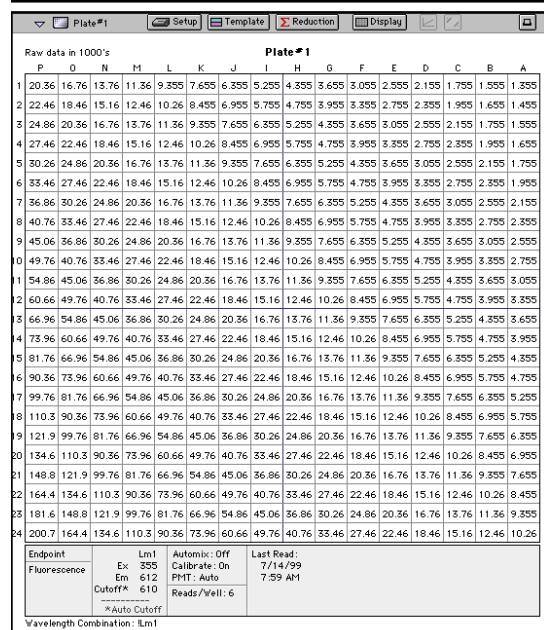 Plate#1 Setup Template Reduction Display
Raw data in 1000's Plate#1
P O N M L K J I H G F E D C B A
1 20.36 16.76 13.76 11.36 9.355 7.655 6.355 5.255 4.355 3.655 3.055 2.555 2.155 1.755 1.555 1.355
2 22.46 18.46 15.16 12.46 10.26 8.455 6.955 5.755 4.755 3.955 3.355 2.755 2.355 1.955 1.655 1.455
3 24.86 20.36 16.76 13.76 11.36 9.355 7.655 6.355 5.255 4.355 3.655 3.055 2.555 2.155 1.755 1.555
4 27.46 22.46 18.46 15.16 12.46 10.26 8.455 6.955 5.755 4.755 3.955 3.355 2.755 2.355 1.955 1.655
5 30.26 24.86 20.36 16.76 13.76 11.36 9.355 7.655 6.355 5.255 4.355 3.655 3.055 2.555 2.155 1.755
6 33.46 27.46 22.46 18.46 15.16 12.46 10.26 8.455 6.955 5.755 4.755 3.955 3.355 2.755 2.355 1.955
7 36.86 30.26 24.86 20.36 16.76 13.76 11.36 9.355 7.655 6.355 5.255 4.355 3.655 3.055 2.555 2.155
8 40.76 33.46 27.46 22.46 18.46 15.16 12.46 10.26 8.455 6.955 5.755 4.755 3.955 3.355 2.755 2.355
9 45.06 36.86 30.26 24.86 20.36 16.76 13.76 11.36 9.355 7.655 6.355 5.255 4.355 3.655 3.055 2.555
10 49.76 40.76 33.46 27.46 22.46 18.46 15.16 12.46 10.26 8.455 6.955 5.755 4.755 3.955 3.355 2.755
11 54.86 45.06 36.86 30.26 24.86 20.36 16.76 13.76 11.36 9.355 7.655 6.355 5.255 4.355 3.655 3.055
12 60.66 49.76 40.76 33.46 27.46 22.46 18.46 15.16 12.46 10.26 8.455 6.955 5.755 4.755 3.955 3.355
13 66.96 54.86 45.06 36.86 30.26 24.86 20.36 16.76 13.76 11.36 9.355 7.655 6.355 5.255 4.355 3.655
14 73.96 60.66 49.76 40.76 33.46 27.46 22.46 18.46 15.16 12.46 10.26 8.455 6.955 5.755 4.755 3.955
15 81.76 66.96 54.86 45.06 36.86 30.26 24.86 20.36 16.76 13.76 11.36 9.355 7.655 6.355 5.255 4.355
16 90.36 73.96 60.66 49.76 40.76 33.46 27.46 22.46 18.46 15.16 12.46 10.26 8.455 6.955 5.755 4.755
17 99.76 81.76 66.96 54.86 45.06 36.86 30.26 24.86 20.36 16.76 13.76 11.36 9.355 7.655 6.355 5.255
18 110.3 90.36 73.96 60.66 49.76 40.76 33.46 27.46 22.46 18.46 15.16 12.46 10.26 8.455 6.955 5.755
19 121.9 99.76 81.76 66.96 54.86 45.06 36.86 30.26 24.86 20.36 16.76 13.76 11.36 9.355 7.655 6.355
20 134.6 110.3 90.36 73.96 60.66 49.76 40.76 33.46 27.46 22.46 18.46 15.16 12.46 10.26 8.455 6.955
21 148.8 121.9 99.76 81.76 66.96 54.86 45.06 36.86 30.26 24.86 20.36 16.76 13.76 11.36 9.355 7.655
22 164.4 134.6 110.3 90.36 73.96 60.66 49.76 40.76 33.46 27.46 22.46 18.46 15.16 12.46 10.26 8.455
23 181.6 148.8 121.9 99.76 81.76 66.96 54.86 45.06 36.86 30.26 24.86 20.36 16.76 13.76 11.36 9.355
24 200.7 164.4 134.6 110.3 90.36 73.96 60.66 49.76 40.76 33.46 27.46 22.46 18.46 15.16 12.46 10.26
Endpoint Lm1 Automix: Off Last Read:
Fluorescence Ex 355 Calibrate: On 7/14/99
Em 612 PMT: Auto 7:59 AM
Cutoff* 610 Reads/Well: 6
----------
*Auto Cutoff
Wavelength Combination: !Lm1